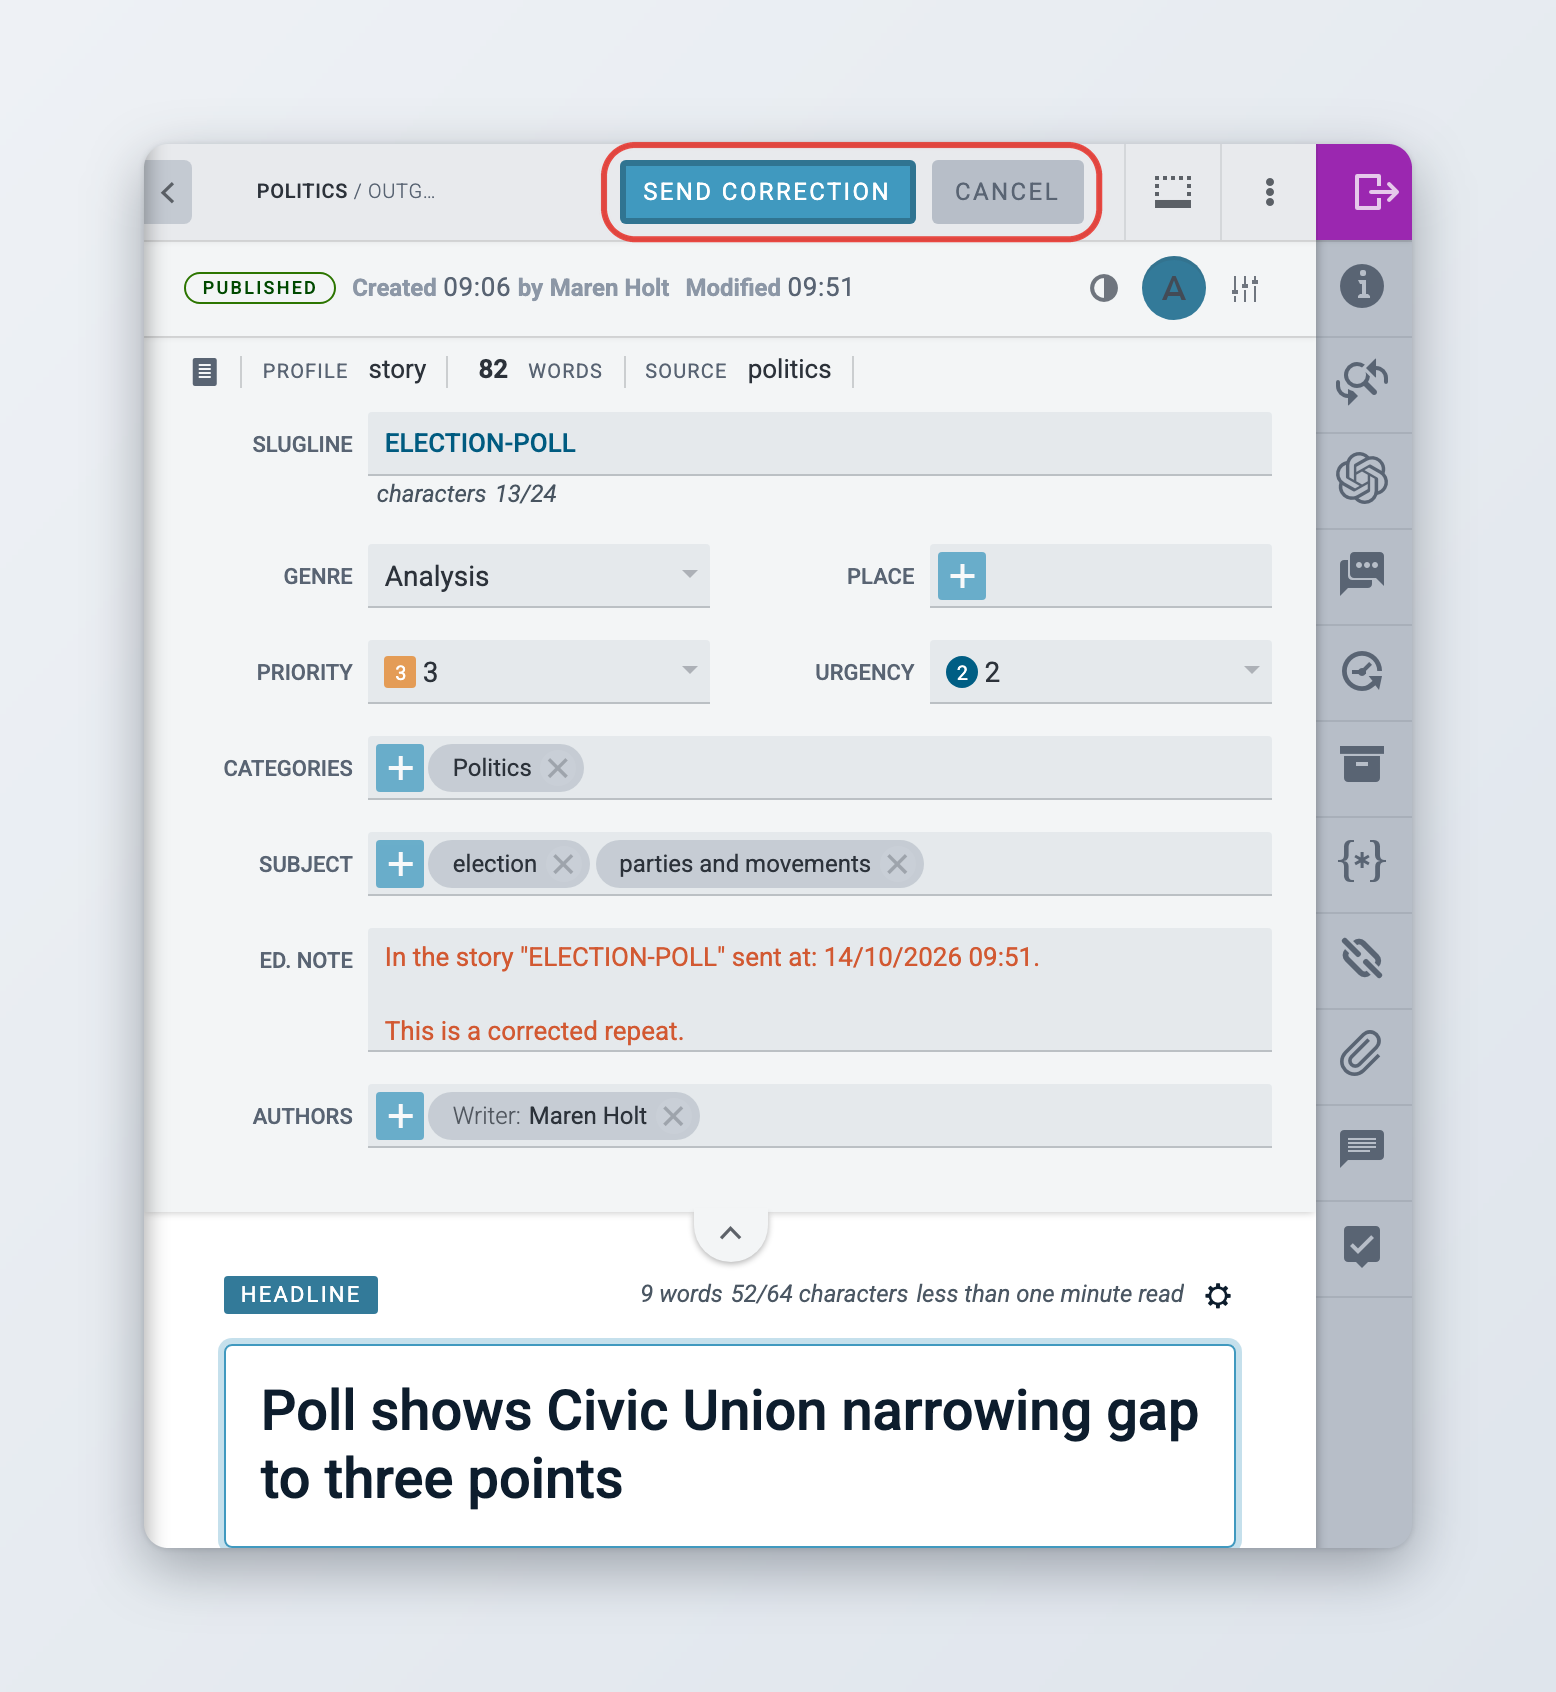 POLITICS / OUTG...
SEND CORRECTION
CANCEL
PUBLISHED
Created 09:06 by Maren Holt Modified 09:51
A
PROFILE story
82 WORDS
SOURCE politics
SLUGLINE
ELECTION-POLL
characters 13/24
GENRE
Analysis
PLACE
PRIORITY
3 3
URGENCY
2 2
CATEGORIES
Politics
SUBJECT
election
parties and movements
ED. NOTE
In the story "ELECTION-POLL" sent at: 14/10/2026 09:51.
This is a corrected repeat.
AUTHORS
Writer: Maren Holt
HEADLINE
9 words 52/64 characters less than one minute read
Poll shows Civic Union narrowing gap
to three points